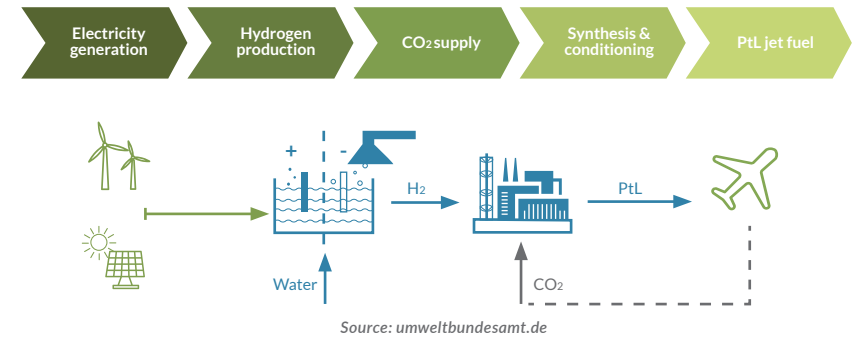 Electricity
generation
Hydrogen
production
CO2 supply
Synthesis &
conditioning
PtL jet fuel
+
-
H2
PtL
Water
CO2
Source: umweltbundesamt.de